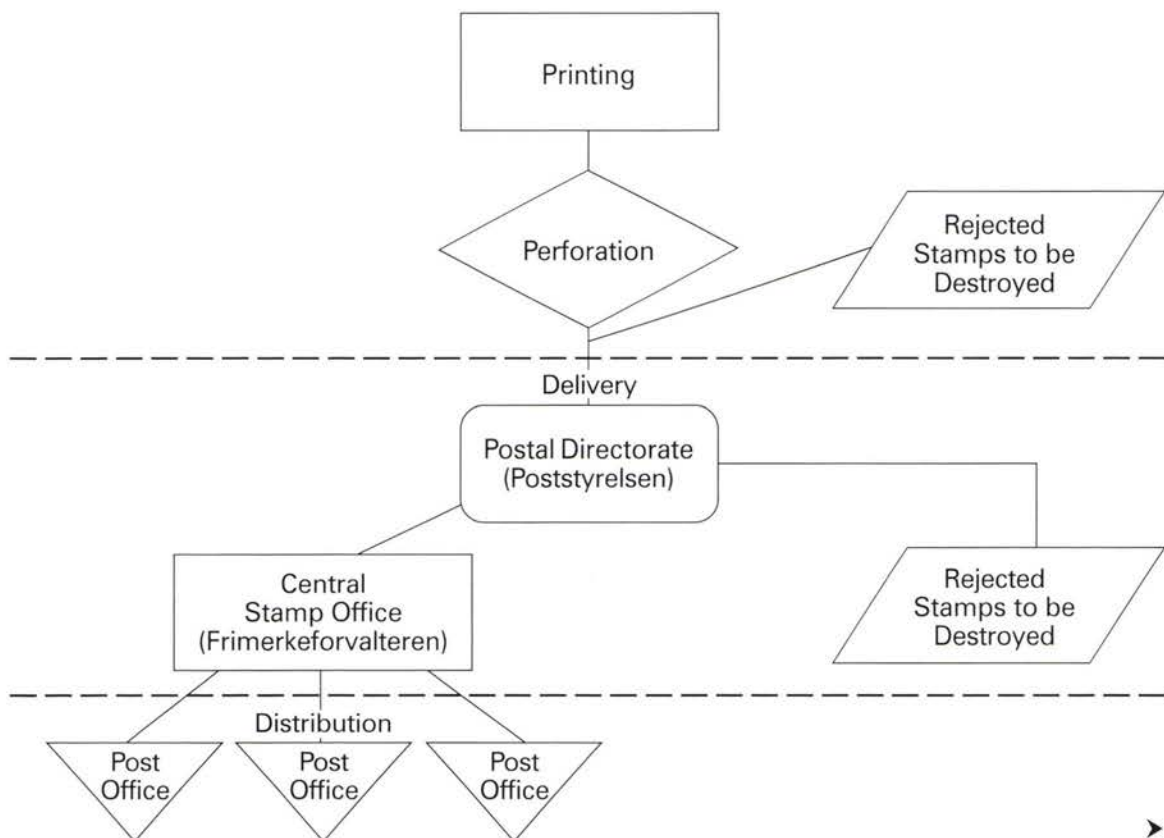 Printing
Perforation
Rejected
Stamps to be
Destroyed
Delivery
Postal Directorate
(Poststyrelsen)
Central
Stamp Office
(Frimerkeforvalteren)
Rejected
Stamps to be
Destroyed
Distribution
Post
Office
Post
Office
Post
Office